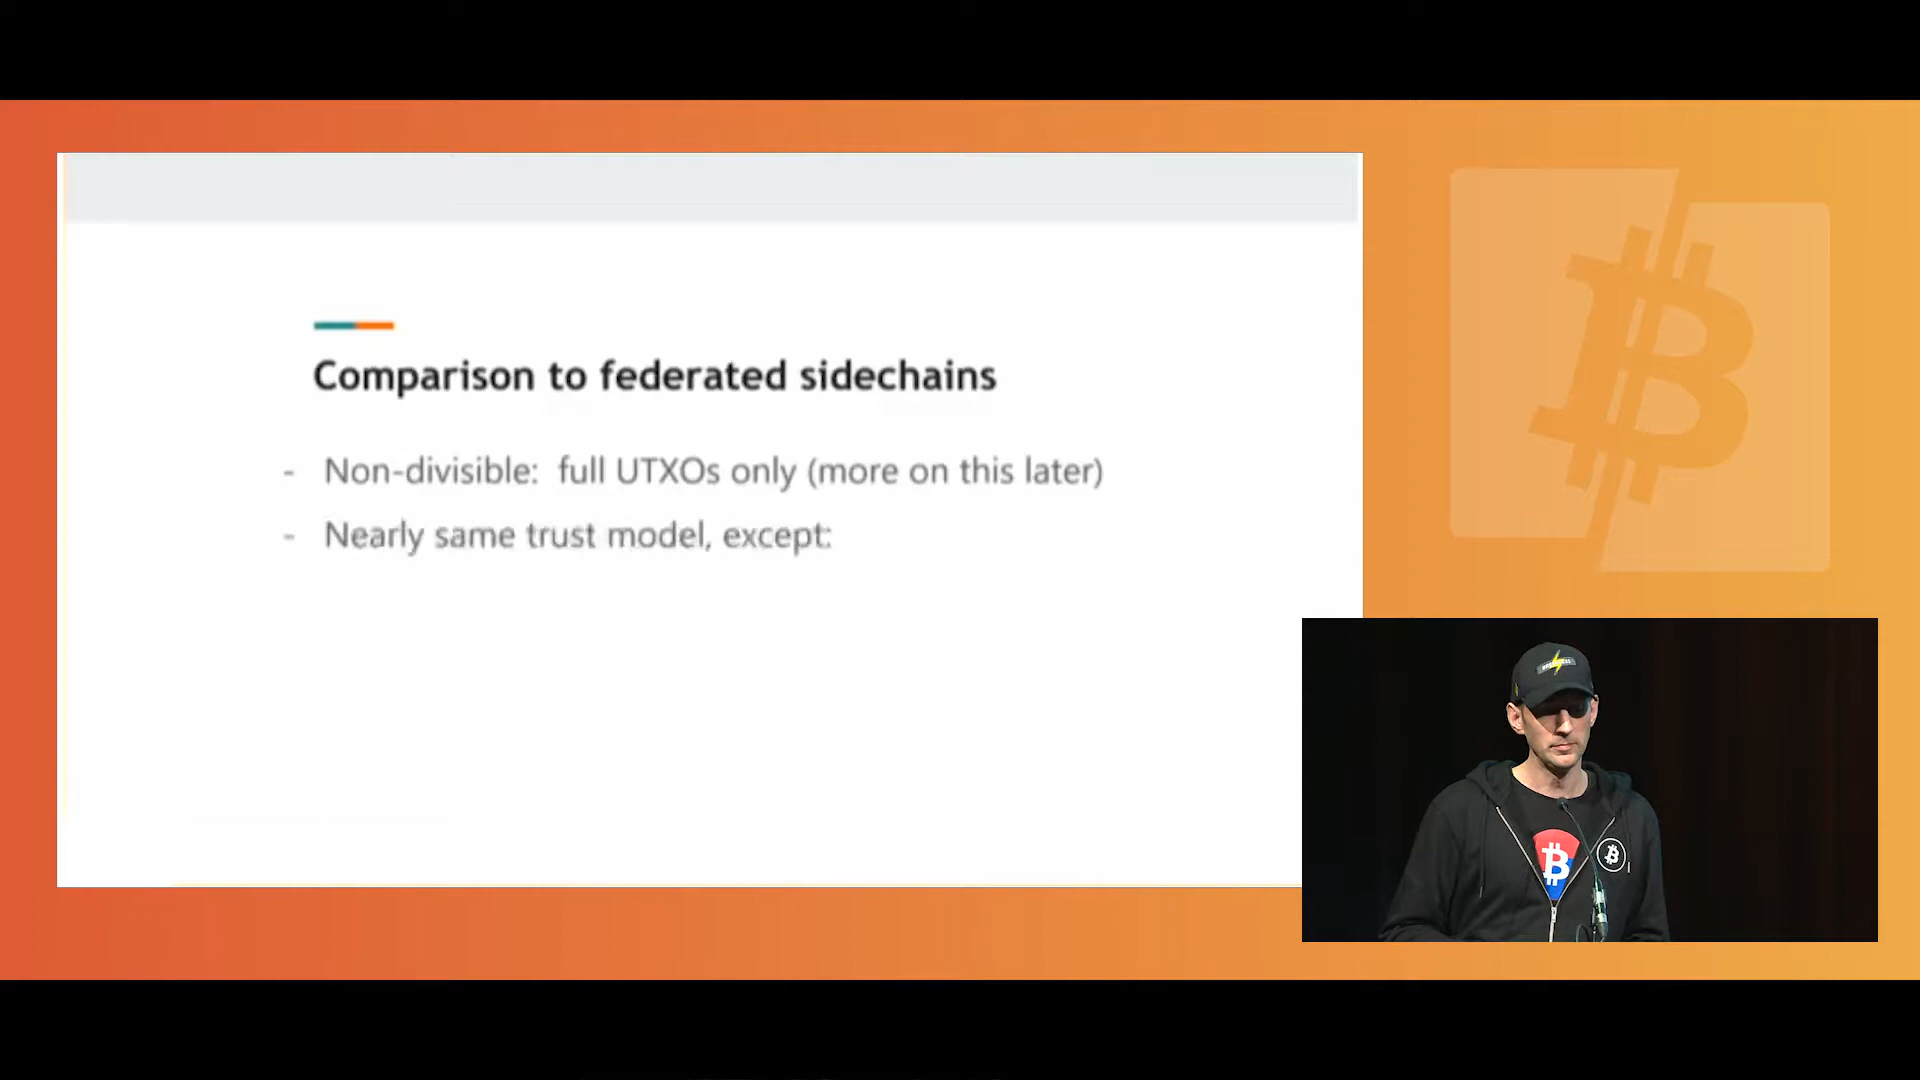 Comparison to federated sidechains
- Non-divisible: full UTXOs only (more on this later)
- Nearly same trust model, except: